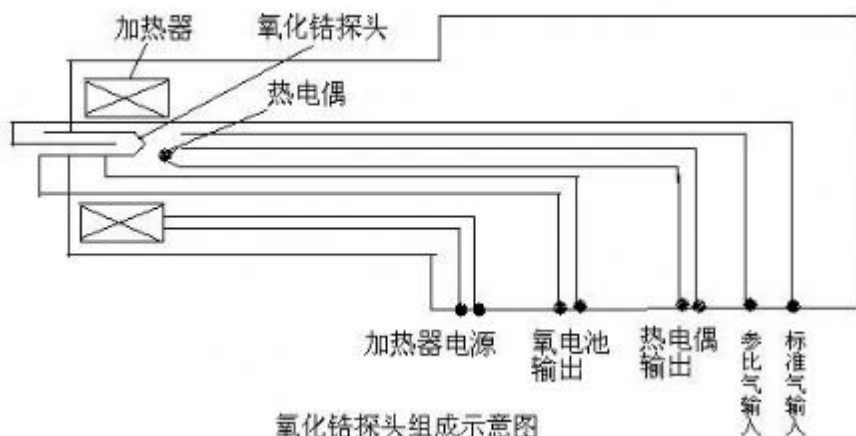 加热器
氧化锆探头
热电偶
加热器电源
氧电池
输出
热电偶
输出
参比气输入
标准气输入
氧化锆探头组成示意图